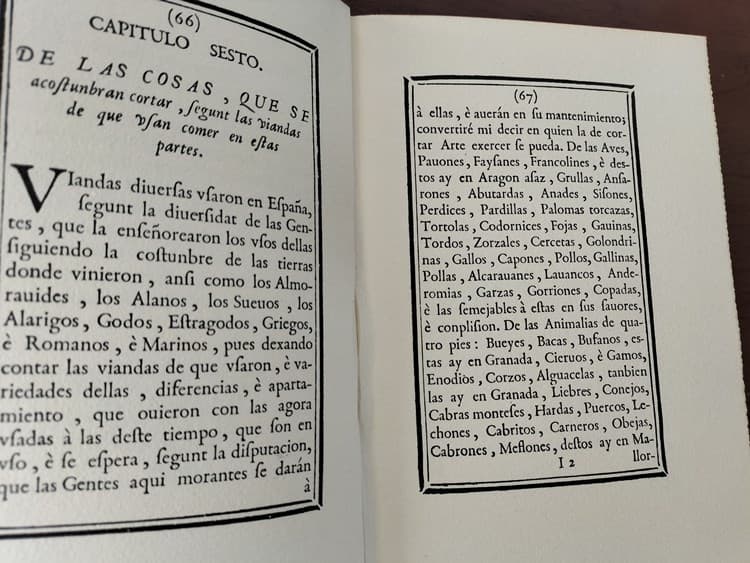 (66)
CAPITULO SESTO.
DE LAS COSAS, QUE SE
acoſtunbran cortar, ſegunt las viandas
de que vſan comer en eſtas
partes.
VIandas diuerſas vſaron en Eſpaña,
ſegunt la diuerſidat de las Gen-
tes, que la enſeñorearon los vſos dellas
ſiguiendo la coſtunbre de las tierras
donde vinieron, anſi como los Almo-
rauides, los Alanos, los Sueuos, los
Alarigos, Godos, Eſtragodos, Griegos,
è Romanos, è Marinos, pues dexando
contar las viandas de que vſaron, è va-
riedades dellas, diferencias, è aparta-
miento, que ouieron con las agora
vſadas à las deſte tiempo, que ſon en
vſo, è ſe eſpera, ſegunt la diſputacion,
que las Gentes aqui morantes ſe darán
à
(67)
à ellas, è auerán en ſu mantenimiento;
convertiré mi decir en quien la de cor-
tar Arte exercer ſe pueda. De las Aves,
Pauones, Fayſanes, Francolines, è deſ-
tos ay en Aragon aſaz, Grullas, Anſa-
rones, Abutardas, Anades, Siſones,
Perdices, Pardillas, Palomas torcazas,
Tortolas, Codornices, Fojas, Gauinas,
Tordos, Zorzales, Cercetas, Golondri-
nas, Gallos, Capones, Pollos, Gallinas,
Pollas, Alcarauanes, Lauancos, Ande-
romias, Garzas, Gorriones, Copadas,
è las ſemejables à eſtas en ſus ſauores,
è conpliſion. De las Animalias de qua-
tro pies: Bueyes, Bacas, Bufanos, eſ-
tas ay en Granada, Cieruos, è Gamos,
Enodios, Corzos, Alguacelas, tanbien
las ay en Granada, Liebres, Conejos,
Cabras monteſes, Hardas, Puercos, Le-
chones, Cabritos, Carneros, Obejas,
Cabrones, Meſlones, deſtos ay en Ma-
I 2 llor-